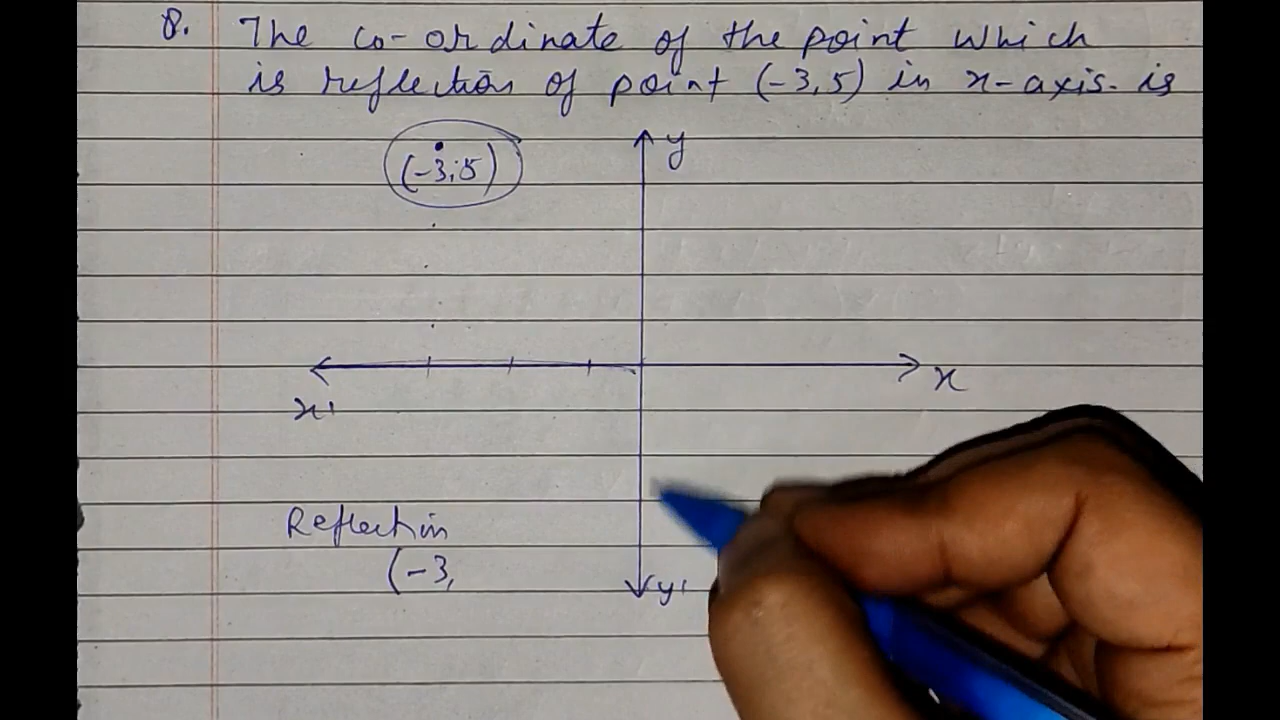 8. The co-ordinate of the point which
is reflection of point (-3,5) in x-axis. is
(-3,5)
y
x
x'
Reflection
(-3,
y'